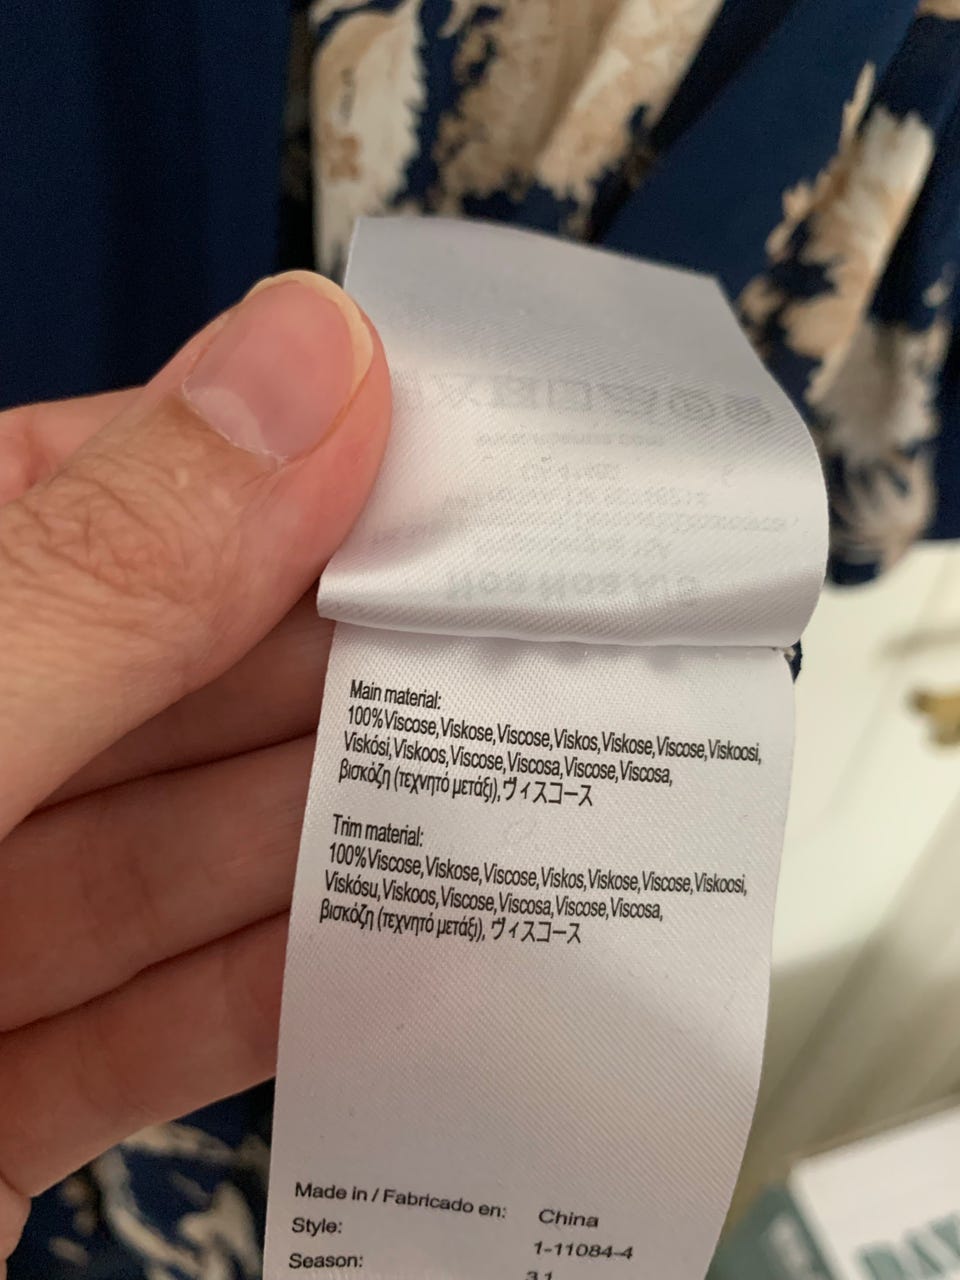 Main material:
100%Viscose,Viskose,Viscose,Viskos,Viskose,Viscose,Viskoosi,
Viskósi,Viskoos,Viscose,Viscosa,Viscose,Viscosa,
βισκόζη (τεχνητό μετάξι),ヴィスコース
Trim material:
100%Viscose,Viskose,Viscose,Viskos,Viskose,Viscose,Viskoosi,
Viskósu,Viskoos,Viscose,Viscosa,Viscose,Viscosa,
βισκόζη (τεχνητό μετάξι), ヴィスコース
Made in / Fabricado en: China
Style: 1-11084-4
Season: 3.1